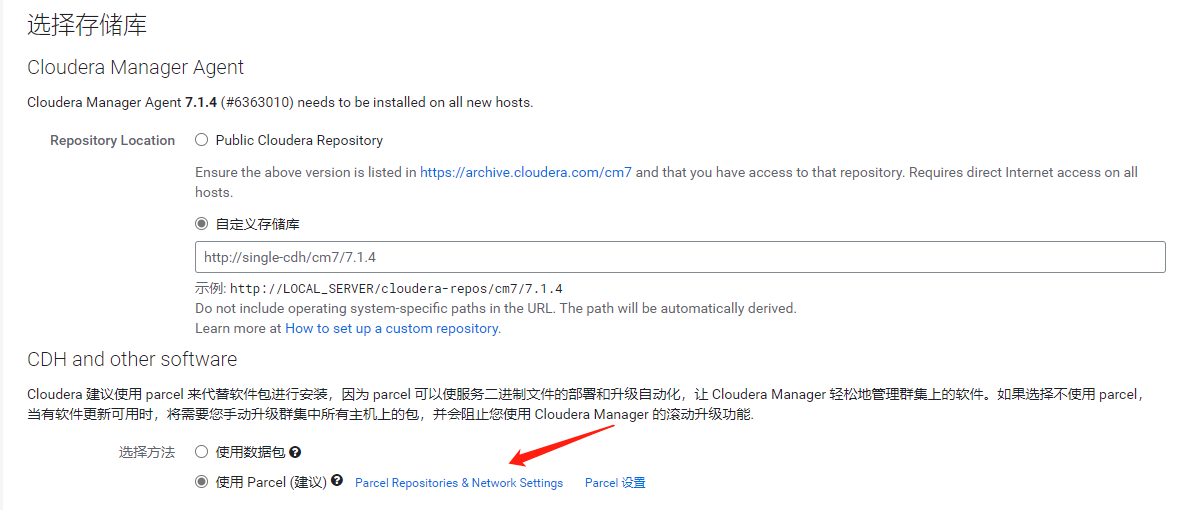 选择存储库
Cloudera Manager Agent
Cloudera Manager Agent 7.1.4 (#6363010) needs to be installed on all new hosts.
Repository Location Public Cloudera Repository
Ensure the above version is listed in https://archive.cloudera.com/cm7 and that you have access to that repository. Requires direct Internet access on all
hosts.
自定义存储库
http://single-cdh/cm7/7.1.4
示例: http://LOCAL_SERVER/cloudera-repos/cm7/7.1.4
Do not include operating system-specific paths in the URL. The path will be automatically derived.
Learn more at How to set up a custom repository.
CDH and other software
Cloudera 建议使用 parcel 来代替软件包进行安装，因为 parcel 可以使服务二进制文件的部署和升级自动化，让 Cloudera Manager 轻松地管理群集上的软件。如果选择不使用 parcel，
当有软件更新可用时，将需要您手动升级群集中所有主机上的包，并会阻止您使用 Cloudera Manager 的滚动升级功能.
选择方法 使用数据包 ?
使用 Parcel (建议) ? Parcel Repositories & Network Settings Parcel 设置